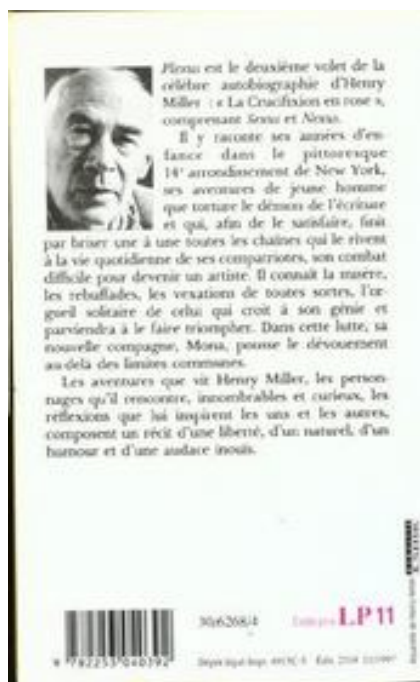 Plexus est le deuxième volet de la
célèbre autobiographie d'Henry
Miller : « La Crucifixion en rose »,
comprenant Sexus et Nexus.
Il y raconte ses années d'en-
fance dans le pittoresque
14e arrondissement de New York,
ses aventures de jeune homme
que torture le démon de l'écriture
et qui, afin de le satisfaire, finit
par briser une à une toutes les chaînes qui le rivent
à la vie quotidienne de ses compatriotes, son combat
difficile pour devenir un artiste. Il connaît la misère,
les rebuffades, les vexations de toutes sortes, l'or-
gueil solitaire de celui qui croit à son génie et
parviendra à le faire triompher. Dans cette lutte, sa
nouvelle compagne, Mona, pousse le dévouement
au delà des limites communes.
Les aventures que vit Henry Miller, les person-
nages qu'il rencontre, innombrables et curieux, les
réflexions que lui inspirent les uns et les autres,
composent un récit d'une liberté, d'un naturel, d'un
humour et d'une audace inouïs.
30/6268/4
LP 11
9 782253 040392